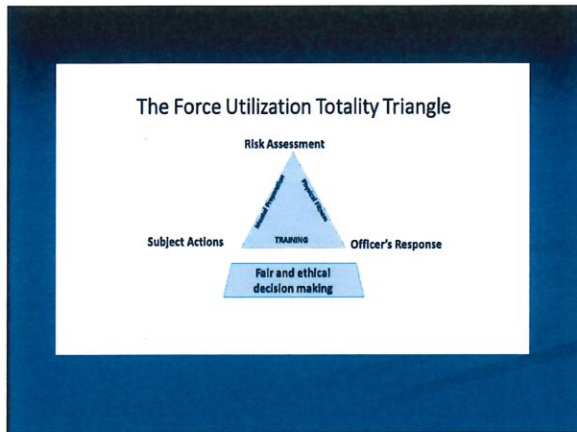 The Force Utilization Totality Triangle
Risk Assessment
Mental Preparation
Physical Fitness
Subject Actions
TRAINING
Officer's Response
Fair and ethical
decision making